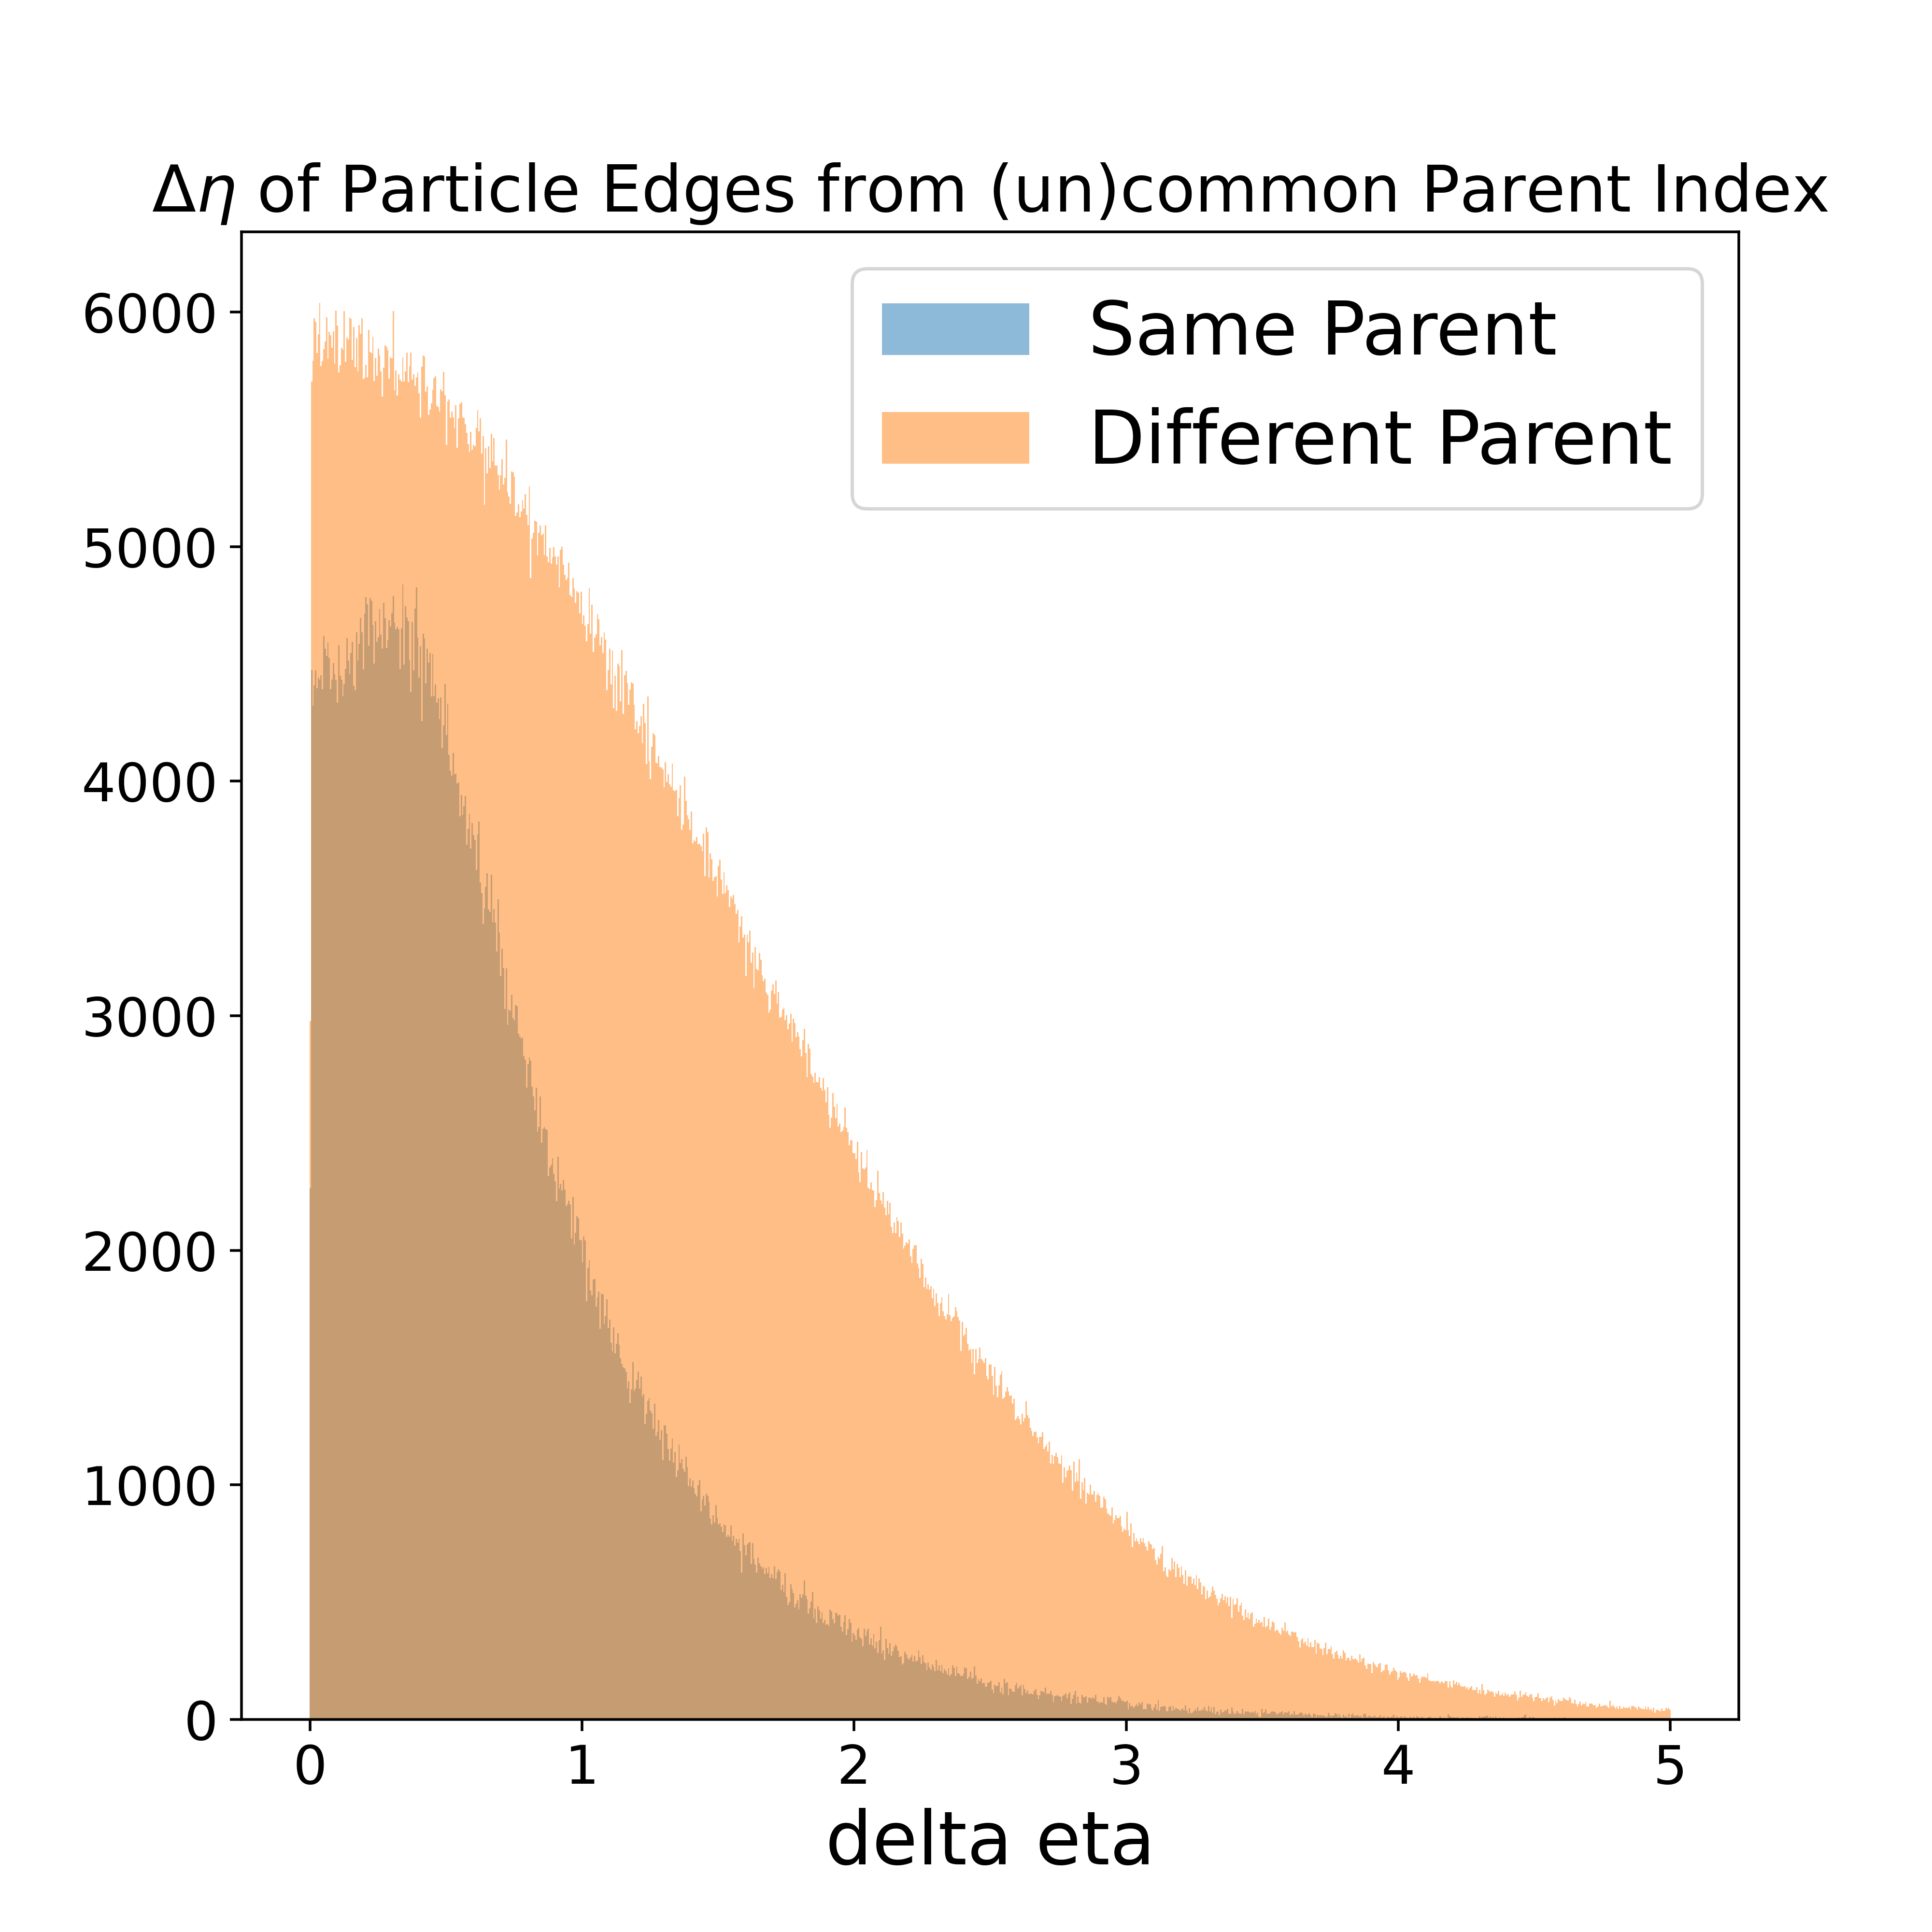 Δη of Particle Edges from (un)common Parent Index
Same Parent
Different Parent
6000
5000
4000
3000
2000
1000
0
0 1 2 3 4 5
delta eta